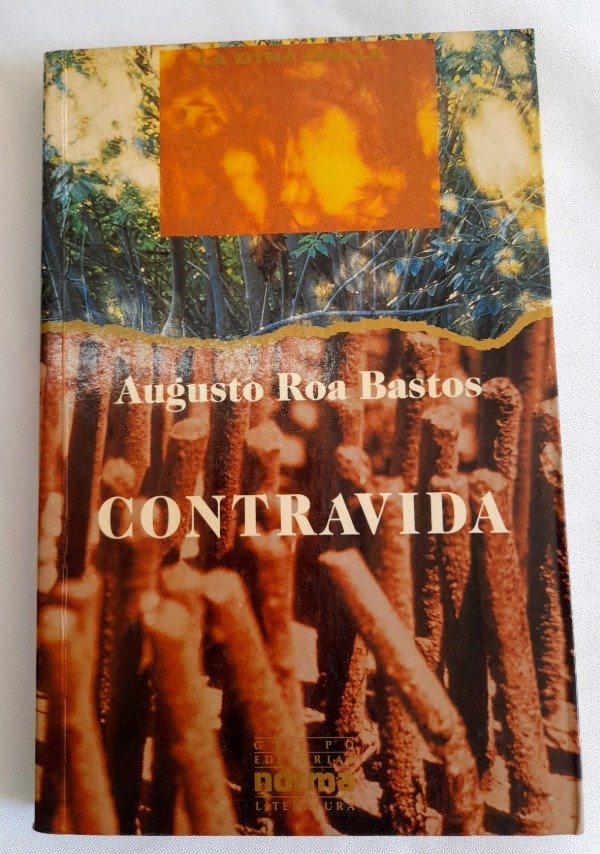 LA OTRA ORILLA
Augusto Roa Bastos
CONTRAVIDA
GRUPO
EDITORIAL
norma
LITERATURA